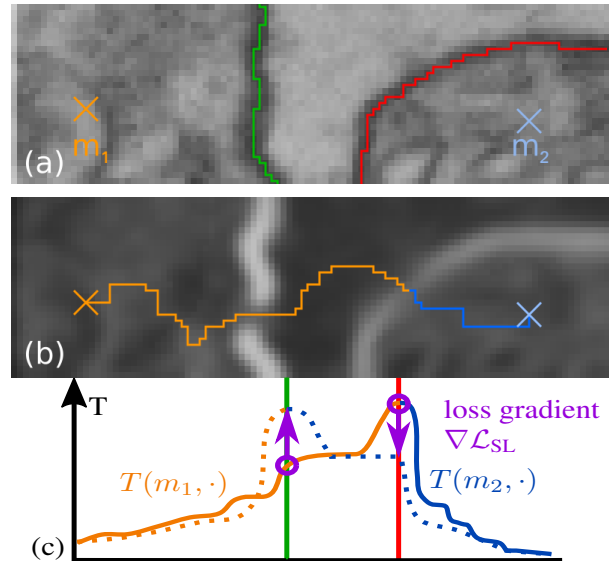 m₁
m₂
(a)
(b)
T
loss gradient
∇ℒ_SL
T(m₁, ·)
T(m₂, ·)
(c)